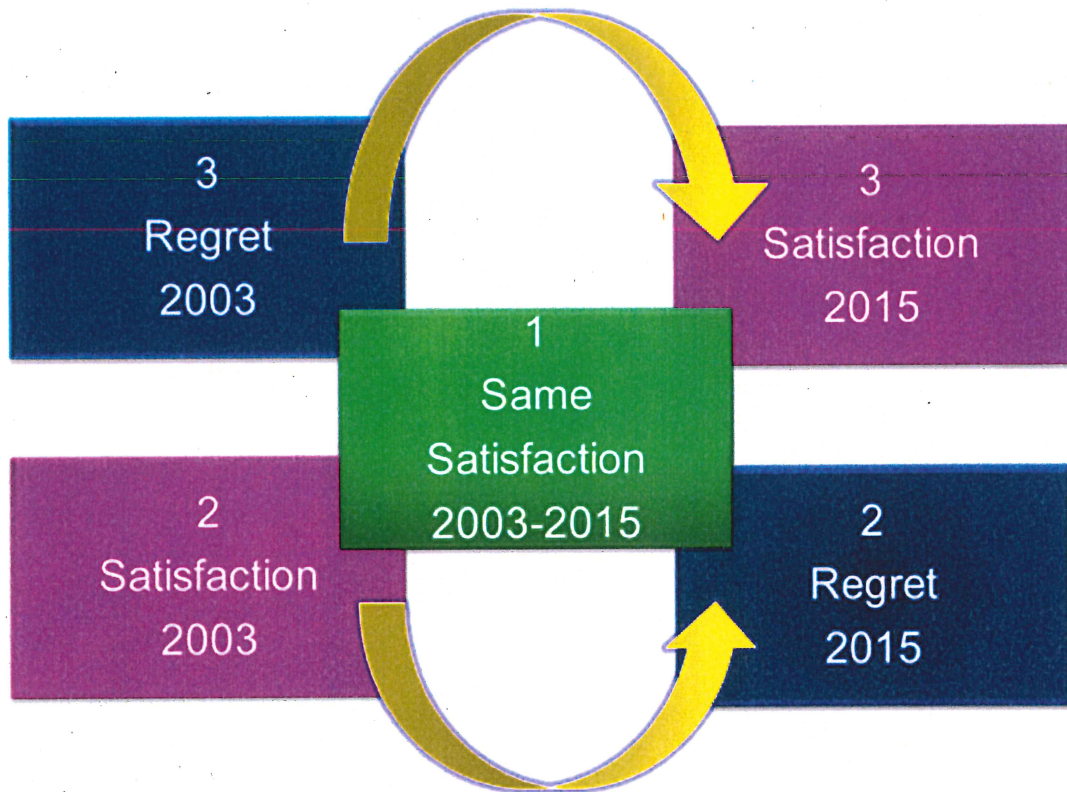 3
Regret
2003
3
Satisfaction
2015
1
Same
Satisfaction
2003-2015
2
Satisfaction
2003
2
Regret
2015